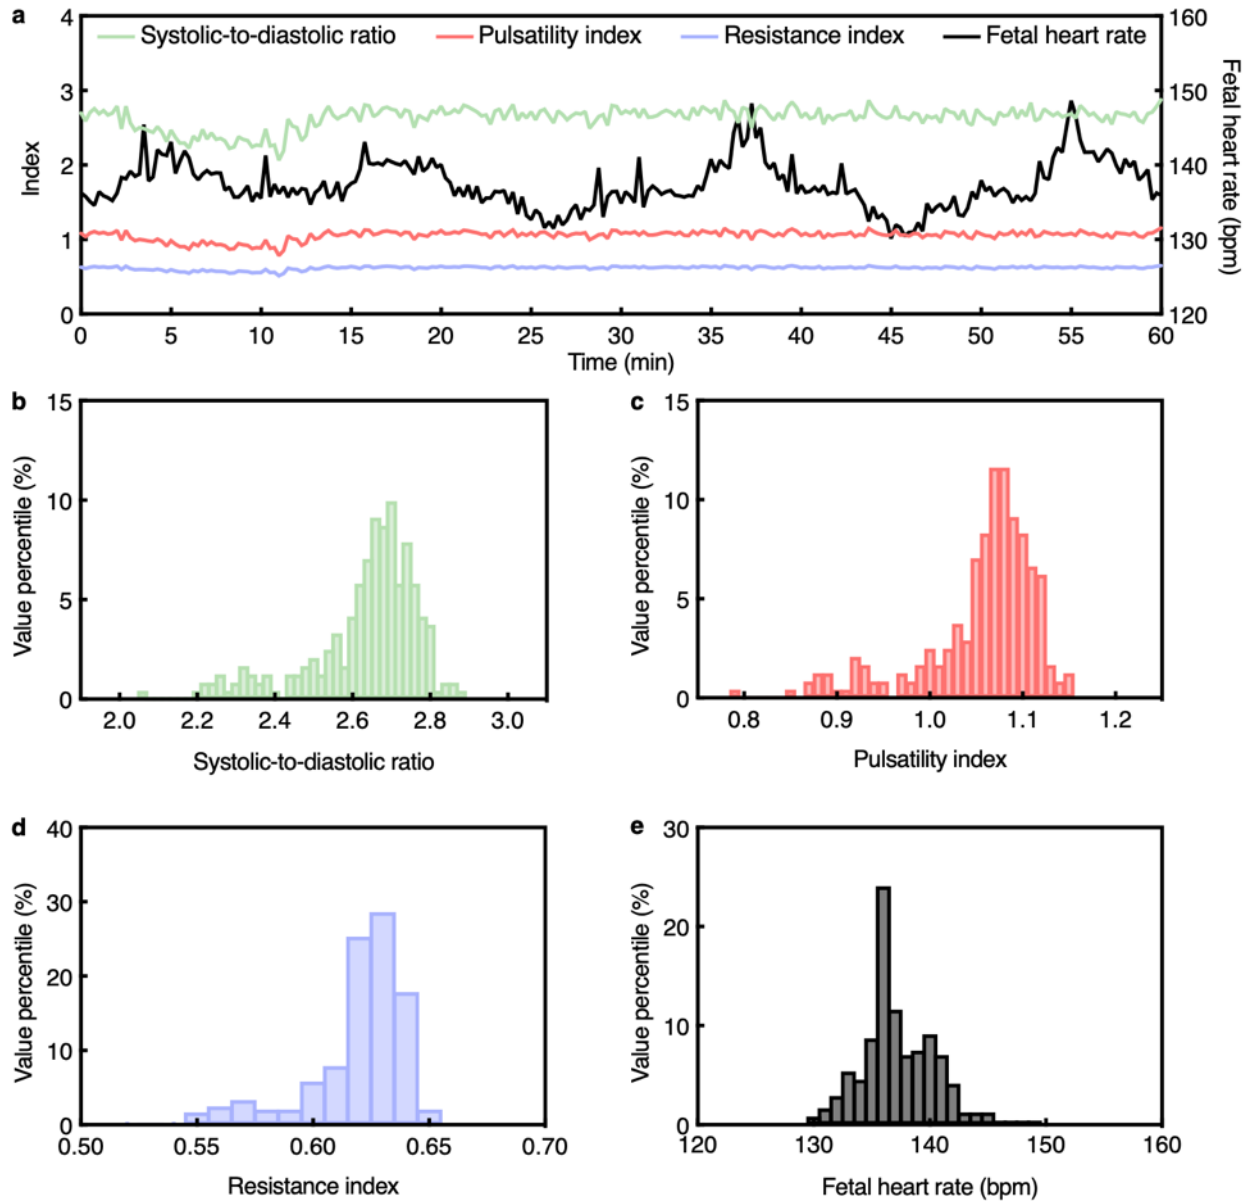 a
Systolic-to-diastolic ratio Pulsatility index Resistance index Fetal heart rate
4
3
2
1
0
Index
160
150
140
130
120
Fetal heart rate (bpm)
0 5 10 15 20 25 30 35 40 45 50 55 60
Time (min)
b
15
10
5
0
Value percentile (%)
2.0 2.2 2.4 2.6 2.8 3.0
Systolic-to-diastolic ratio
c
15
10
5
0
Value percentile (%)
0.8 0.9 1.0 1.1 1.2
Pulsatility index
d
40
30
20
10
0
Value percentile (%)
0.50 0.55 0.60 0.65 0.70
Resistance index
e
30
20
10
0
Value percentile (%)
120 130 140 150 160
Fetal heart rate (bpm)